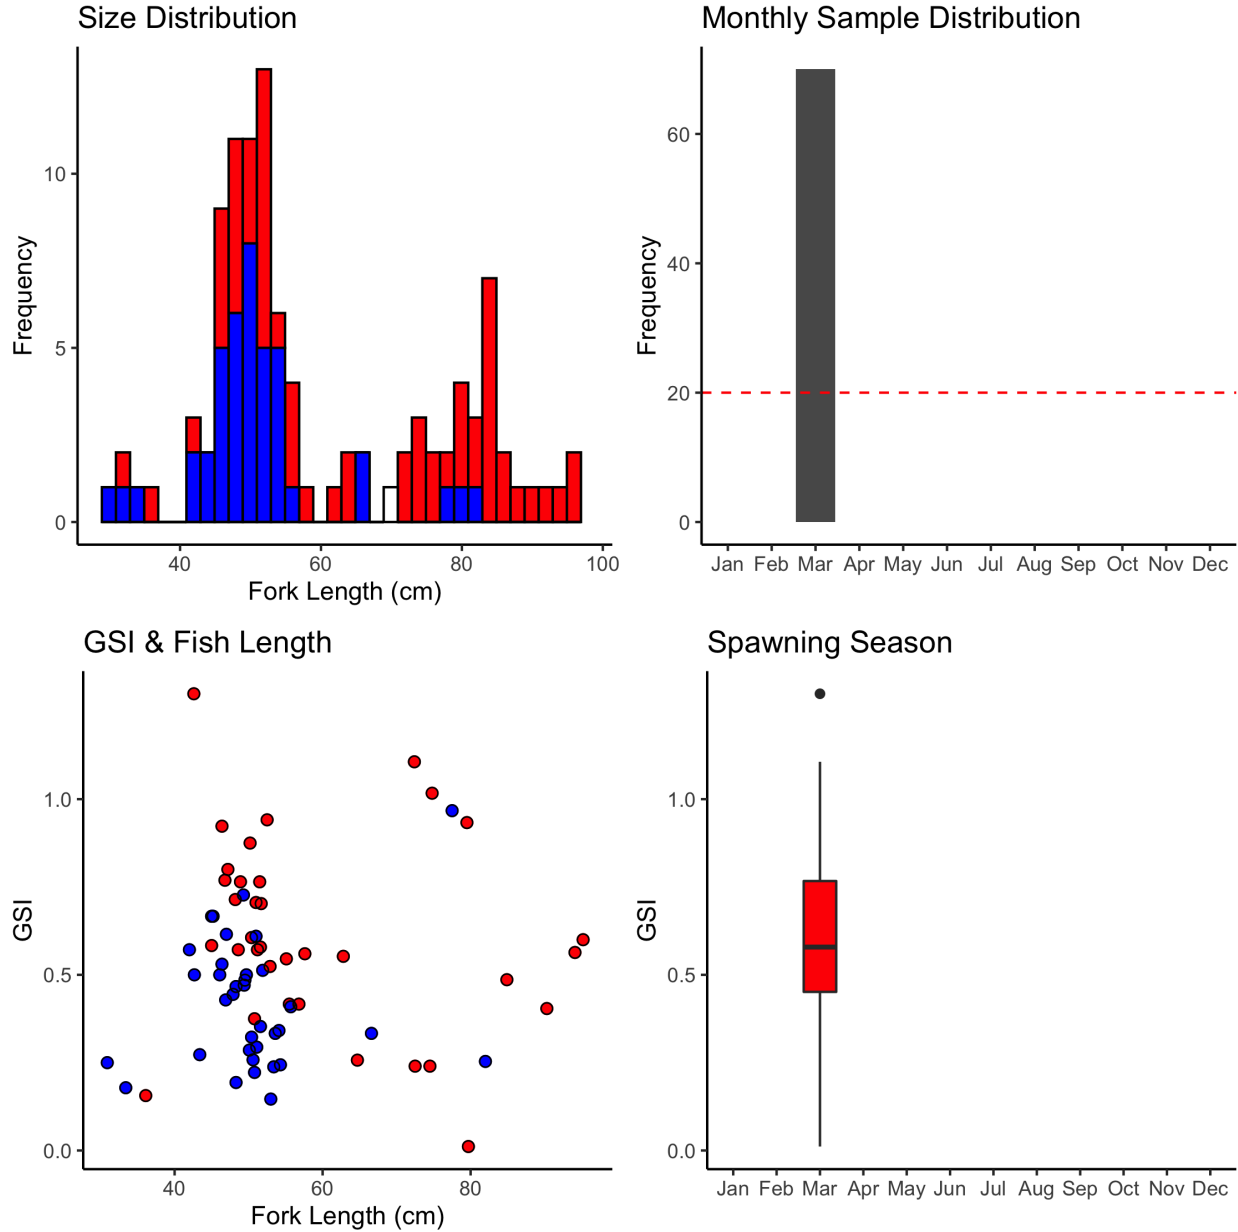 Size Distribution
Frequency
10
5
0
40 60 80 100
Fork Length (cm)
Monthly Sample Distribution
Frequency
60
40
20
0
Jan Feb Mar Apr May Jun Jul Aug Sep Oct Nov Dec
GSI & Fish Length
GSI
1.0
0.5
0.0
40 60 80
Fork Length (cm)
Spawning Season
GSI
1.0
0.5
0.0
Jan Feb Mar Apr May Jun Jul Aug Sep Oct Nov Dec